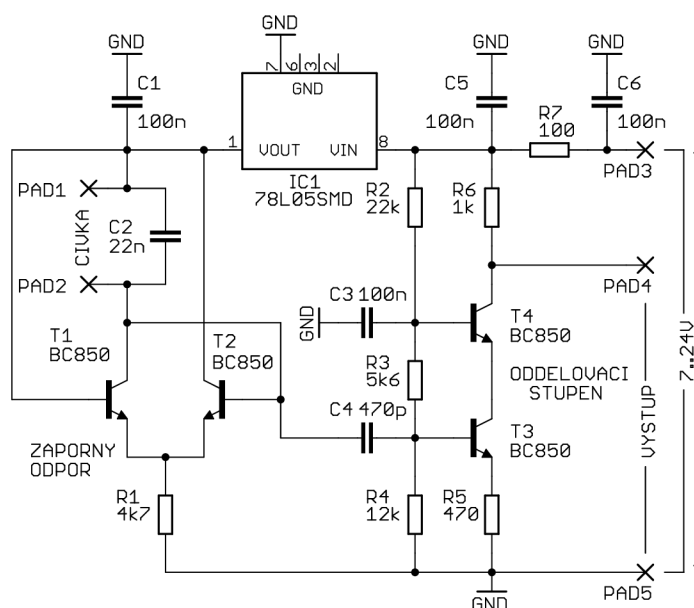 GND
GND
GND
GND
C1
100n
7
6
3
2
GND
1
VOUT
VIN
8
IC1
78L05SMD
C5
100n
R7
100
C6
100n
PAD3
PAD1
CIVKA
C2
22n
PAD2
R2
22k
R6
1k
PAD4
C3 100n
GND
T4
BC850
T1
BC850
T2
BC850
R3
5k6
ODDELOVACI
STUPEN
7..24V
C4 470p
T3
BC850
VYSTUP
ZAPORNY
ODPOR
R1
4k7
R4
12k
R5
470
GND
PAD5